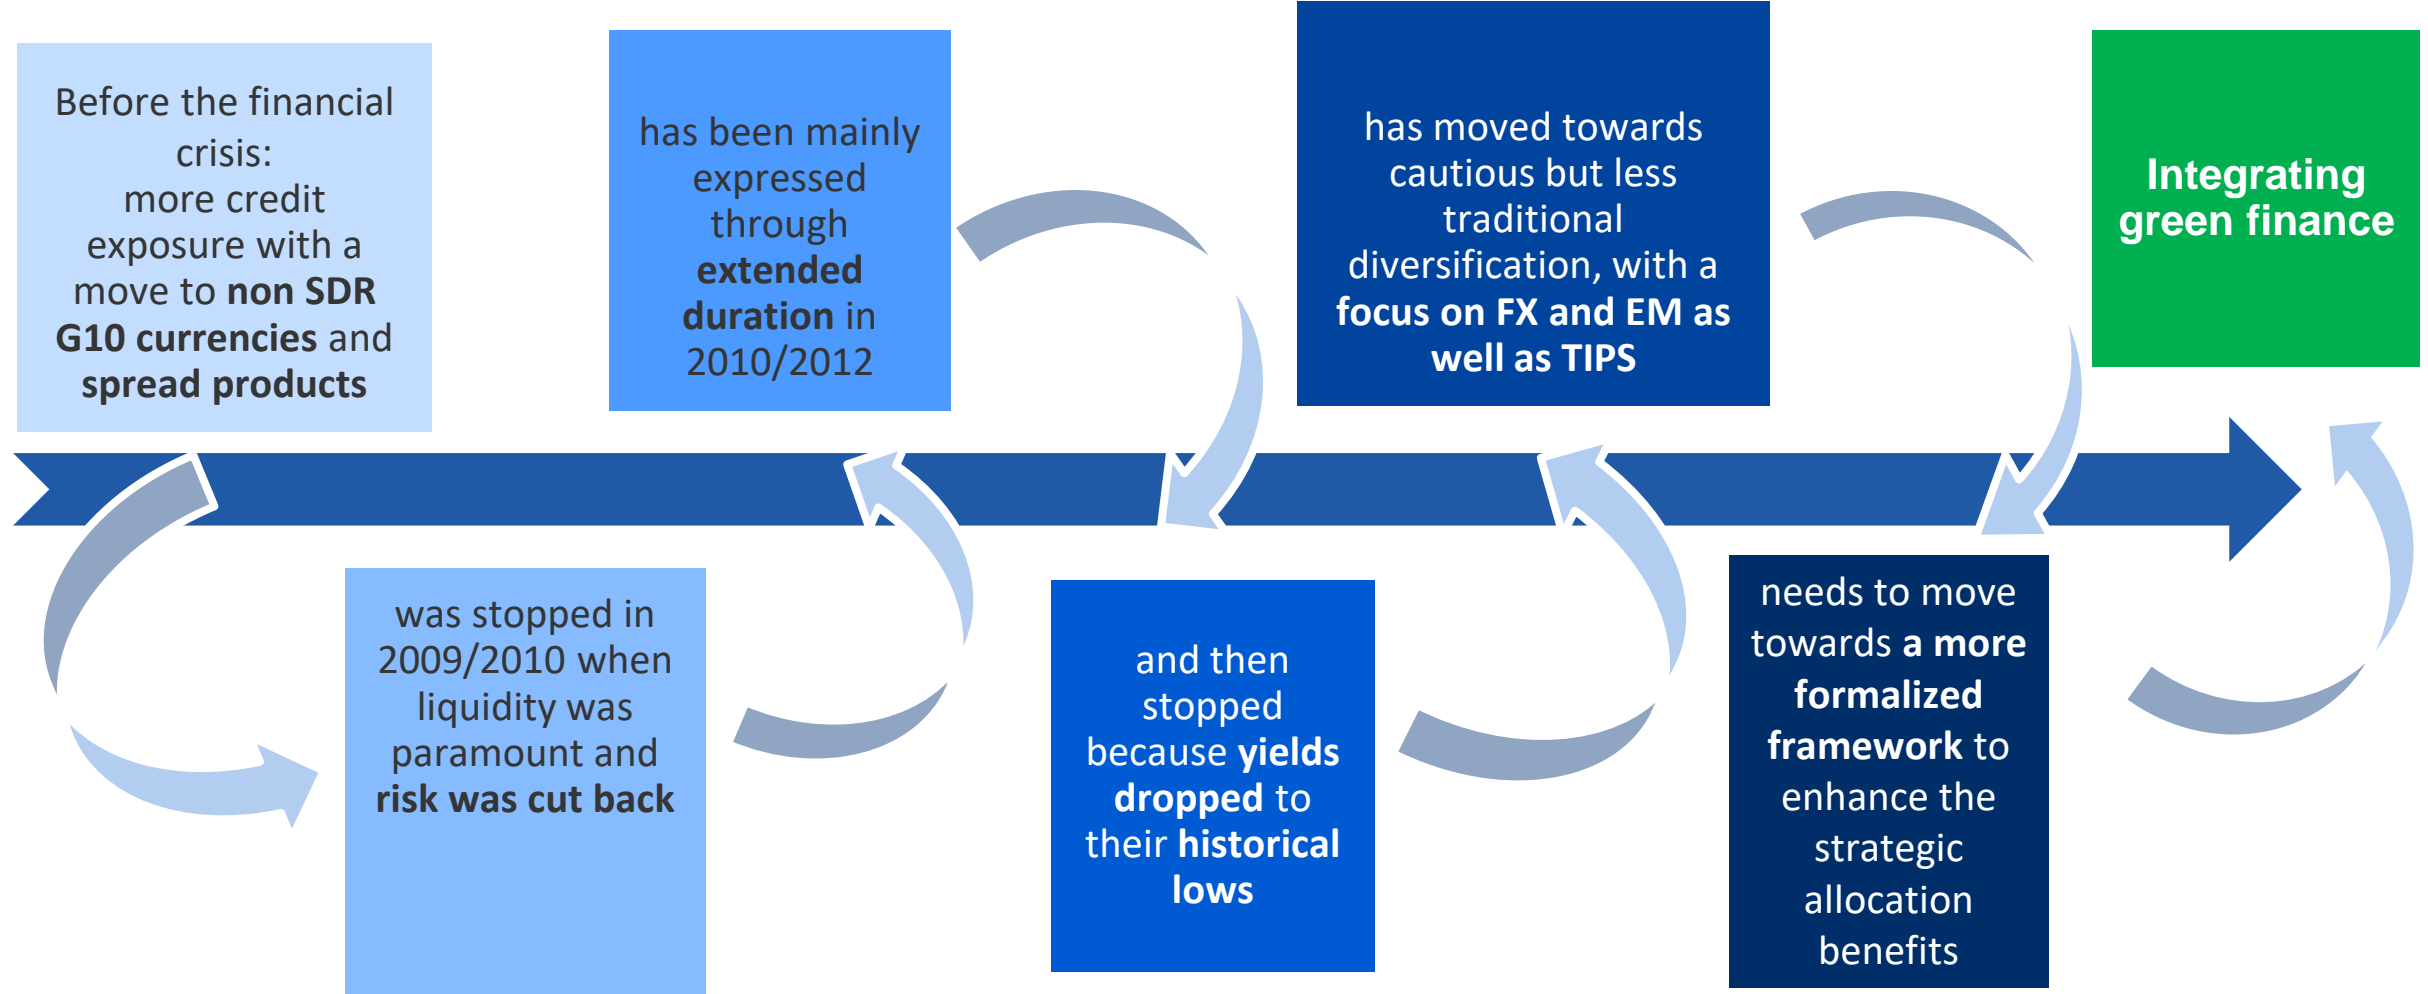 Before the financial
crisis:
more credit
exposure with a
move to non SDR
G10 currencies and
spread products
was stopped in
2009/2010 when
liquidity was
paramount and
risk was cut back
has been mainly
expressed
through
extended
duration in
2010/2012
and then
stopped
because yields
dropped to
their historical
lows
has moved towards
cautious but less
traditional
diversification, with a
focus on FX and EM as
well as TIPS
needs to move
towards a more
formalized
framework to
enhance the
strategic
allocation
benefits
Integrating
green finance